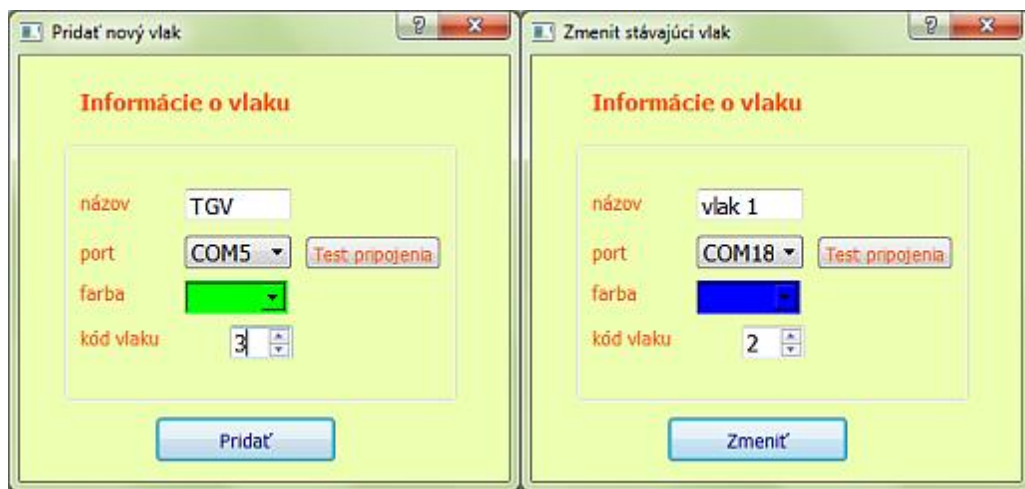 Pridať nový vlak
Informácie o vlaku
názov TGV
port COM5 Test pripojenia
farba
kód vlaku 3
Pridať
Zmenit stávajúci vlak
Informácie o vlaku
názov vlak 1
port COM18 Test pripojenia
farba
kód vlaku 2
Zmeniť